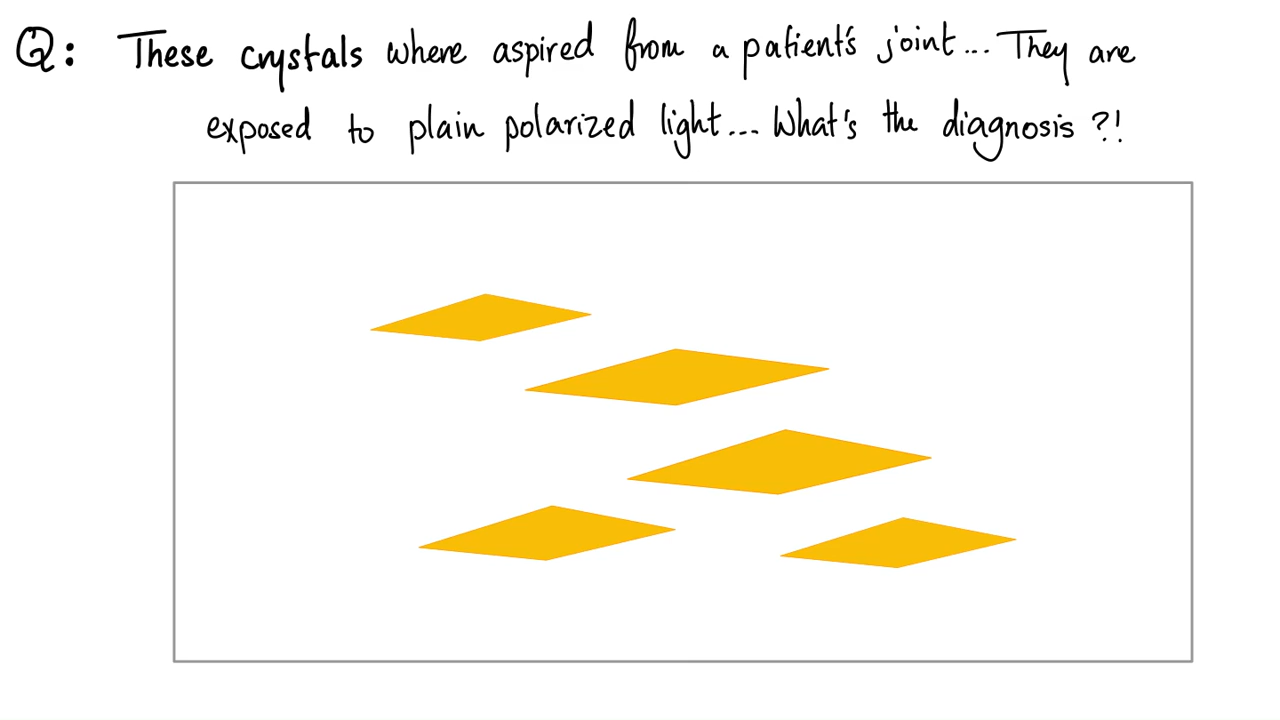 Q: These crystals where aspired from a patient's joint... They are
exposed to plain polarized light... What's the diagnosis ?!